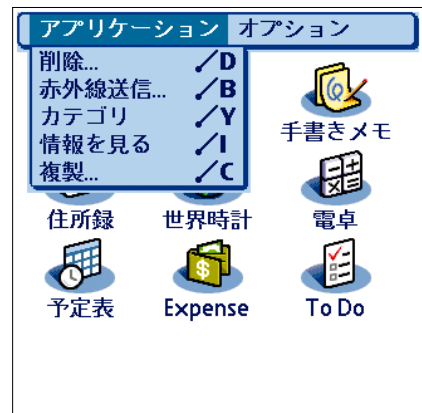 アプリケーション オプション
削除... ／D
赤外線送信... ／B
カテゴリ ／Y
情報を見る ／I
複製... ／C
手書きメモ
住所録 世界時計 電卓
予定表 Expense To Do